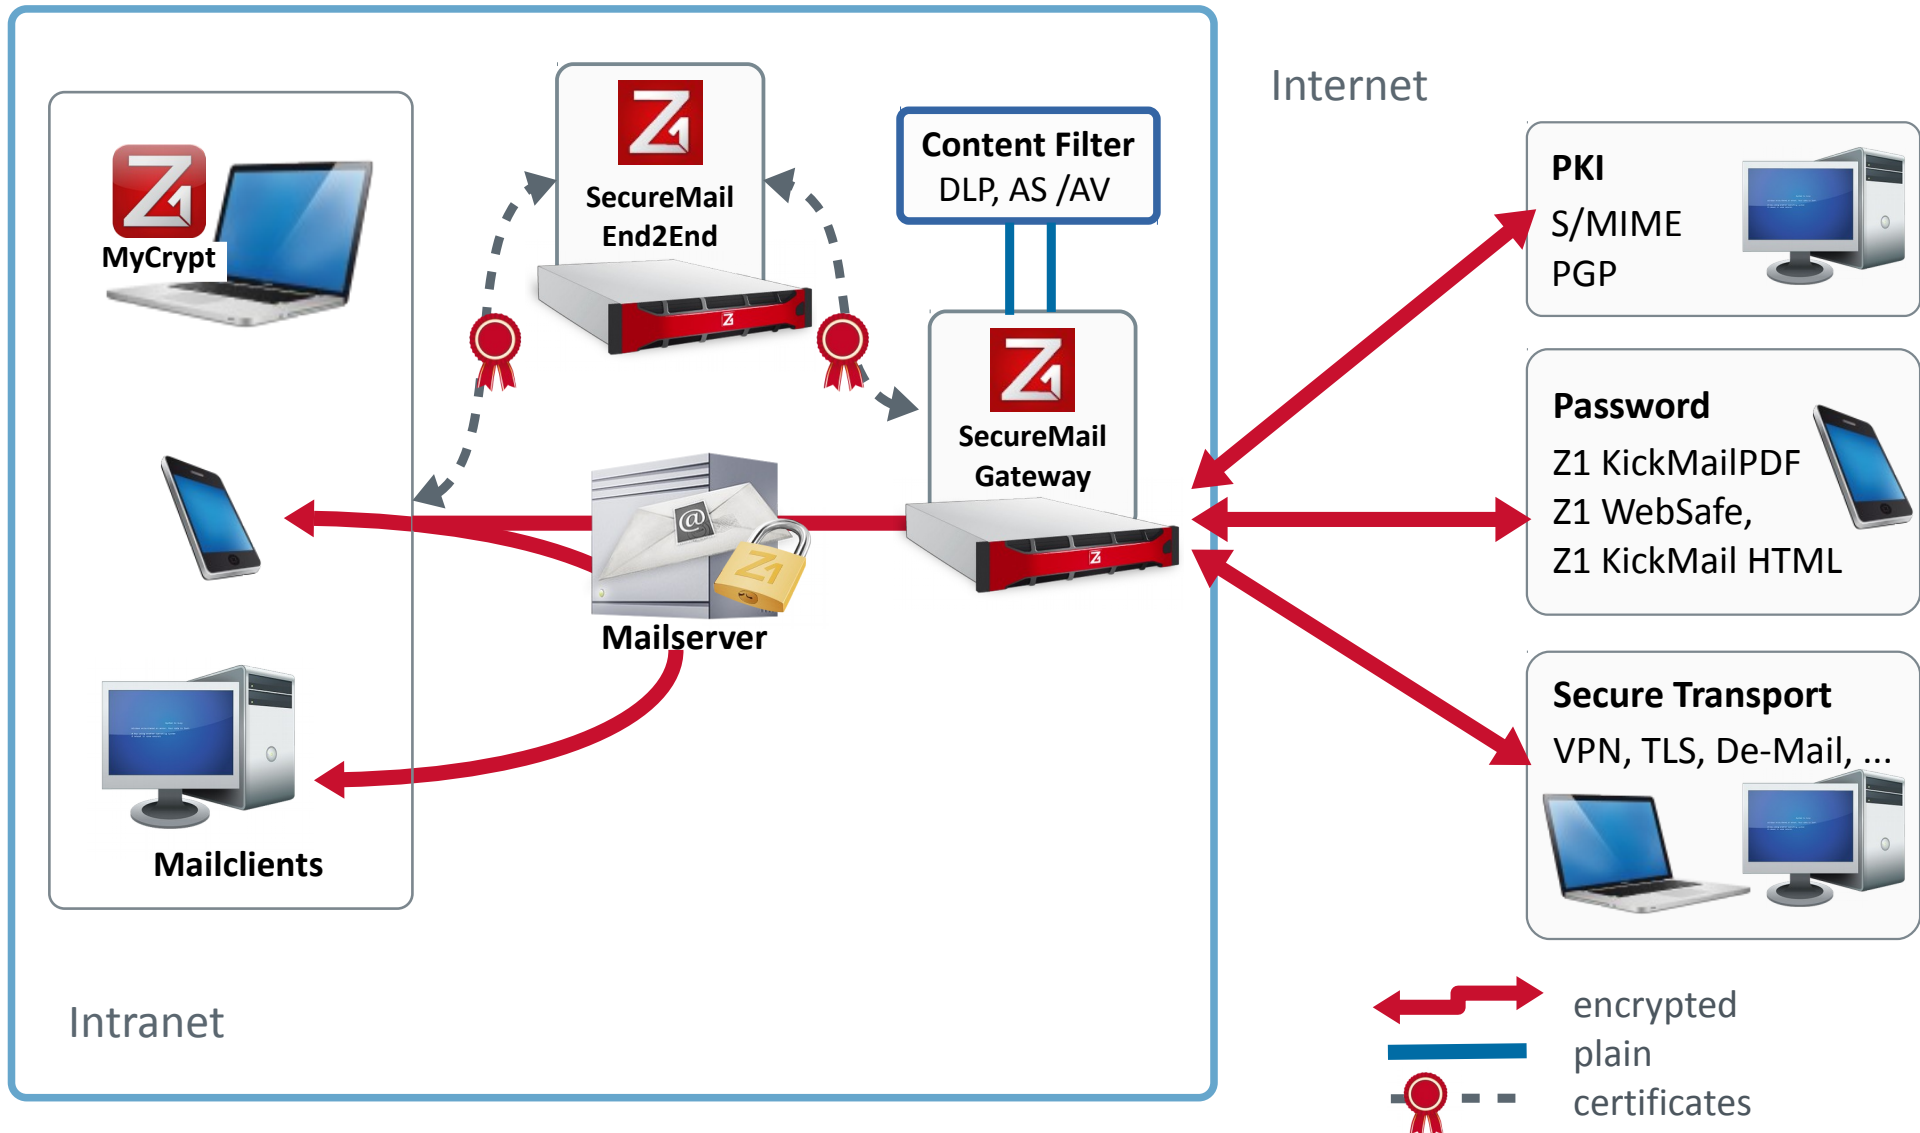 Internet
MyCrypt
Mailclients
SecureMail
End2End
Content Filter
DLP, AS /AV
SecureMail
Gateway
@
Z1
Mailserver
Intranet
PKI
S/MIME
PGP
Password
Z1 KickMailPDF
Z1 WebSafe,
Z1 KickMail HTML
Secure Transport
VPN, TLS, De-Mail, ...
encrypted
plain
certificates